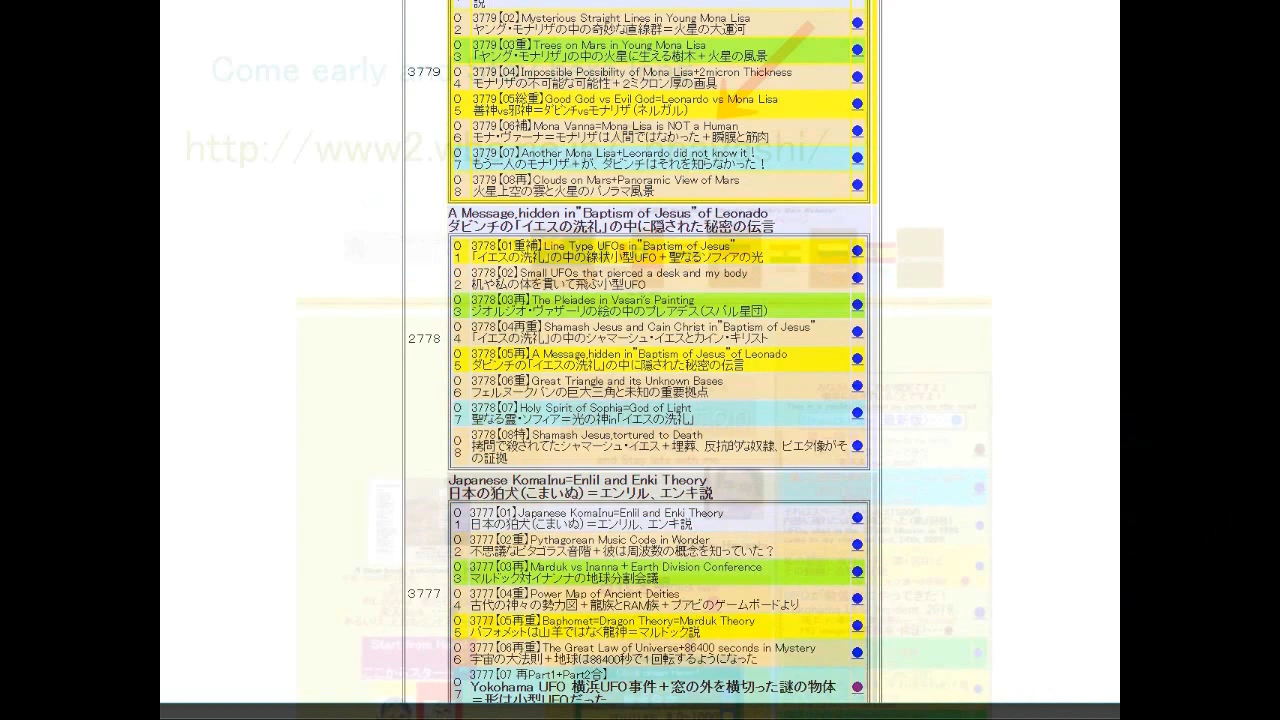 説
02 3779【02】Mysterious Straight Lines in Young Mona Lisa
ヤング・モナリザの中の奇妙な直線群＝火星の大運河
03 3779【03重】Trees on Mars in Young Mona Lisa
「ヤング・モナリザ」の中の火星に生える樹木＋火星の風景
3779
04 3779【04】Impossible Possibility of Mona Lisa+2micron Thickness
モナリザの不可能な可能性＋2ミクロン厚の画具
05 3779【05総重】Good God vs Evil God=Leonardo vs Mona Lisa
善神vs邪神＝ダビンチvsモナリザ（ネルガル）
06 3779【06補】Mona Vanna=Mona Lisa is NOT a Human
モナ・ヴァーナ＝モナリザは人間ではなかった＋瞬膜と筋肉
07 3779【07】Another Mona Lisa+Leonardo did not know it！
もう一人のモナリザ＋が、ダビンチはそれを知らなかった！
08 3779【08再】Clouds on Mars+Panoramic View of Mars
火星上空の雲と火星のパノラマ風景
Come early
http://www2.
A Message,hidden in"Baptism of Jesus"of Leonado
ダビンチの「イエスの洗礼」の中に隠された秘密の伝言
01 3778【01重補】Line Type UFOs in"Baptism of Jesus"
「イエスの洗礼」の中の線状小型UFO＋聖なるソフィアの光
02 3778【02】Small UFOs that pierced a desk and my body
机や私の体を貫いて飛ぶ小型UFO
03 3778【03再】The Pleiades in Vasari's Painting
ジオルジオ・ヴァザーリの絵の中のプレアデス（スバル星団）
2778
04 3778【04再重】Shamash Jesus and Cain Christ in"Baptism of Jesus"
「イエスの洗礼」の中のシャマーシュ・イエスとカイン・キリスト
05 3778【05再】A Message,hidden in"Baptism of Jesus"of Leonado
ダビンチの「イエスの洗礼」の中に隠された秘密の伝言
06 3778【06重】Great Triangle and its Unknown Bases
フェルヌークバンの巨大三角と未知の重要拠点
07 3778【07】Holy Spirit of Sophia=God of Light
聖なる霊・ソフィア＝光の神in「イエスの洗礼」
08 3778【08特】Shamash Jesus,tortured to Death
拷問で殺されてたシャマーシュ・イエス＋埋葬、反抗的な奴隷、ピエタ像がその証拠
Japanese KomaInu=Enlil and Enki Theory
日本の狛犬（こまいぬ）＝エンリル、エンキ説
01 3777【01】Japanese KomaInu=Enlil and Enki Theory
日本の狛犬（こまいぬ）＝エンリル、エンキ説
02 3777【02重】Pythagorean Music Code in Wonder
不思議なピタゴラス音階＋彼は周波数の概念を知っていた？
03 3777【03再】Marduk vs Inanna＋Earth Division Conference
マルドック対イナンナの地球分割会議
3777
04 3777【04重】Power Map of Ancient Deities
古代の神々の勢力図＋龍族とRAM族＋プアビのゲームボードより
05 3777【05再重】Baphomet=Dragon Theory=Marduk Theory
バフォメットは山羊ではなく龍神＝マルドック説
06 3777【06再重】The Great Law of Universe+86400 seconds in Mystery
宇宙の大法則＋地球は86400秒で1回転するようになった
07 3777【07 再Part1+Part2合】
Yokohama UFO 横浜UFO事件＋窓の外を横切った謎の物体
＝形は小型UFOだった